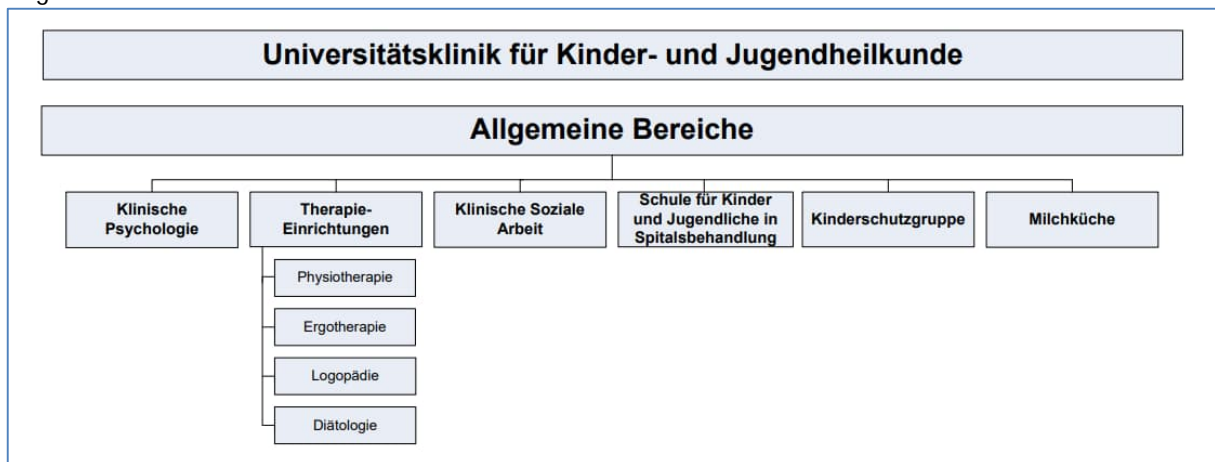 Universitätsklinik für Kinder- und Jugendheilkunde
Allgemeine Bereiche
Klinische
Psychologie
Therapie-
Einrichtungen
Klinische Soziale
Arbeit
Schule für Kinder
und Jugendliche in
Spitalsbehandlung
Kinderschutzgruppe
Milchküche
Physiotherapie
Ergotherapie
Logopädie
Diätologie